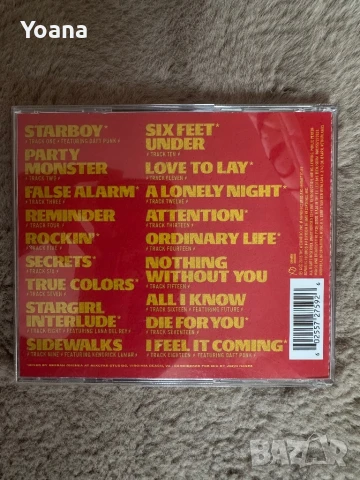 Yoana
STARBOY*
• TRACK ONE • FEATURING DAFT PUNK •
PARTY
MONSTER*
• TRACK TWO •
FALSE ALARM*
• TRACK THREE •
REMINDER
• TRACK FOUR •
ROCKIN'*
• TRACK FIVE •
SECRETS*
• TRACK SIX •
TRUE COLORS*
• TRACK SEVEN •
STARGIRL
INTERLUDE*
• TRACK EIGHT • FEATURING LANA DEL REY •
SIDEWALKS
• TRACK NINE • FEATURING KENDRICK LAMAR •
SIX FEET
UNDER*
• TRACK TEN •
LOVE TO LAY*
• TRACK ELEVEN •
A LONELY NIGHT*
• TRACK TWELVE •
ATTENTION*
• TRACK THIRTEEN •
ORDINARY LIFE*
• TRACK FOURTEEN •
NOTHING
WITHOUT YOU
• TRACK FIFTEEN •
ALL I KNOW
• TRACK SIXTEEN • FEATURING FUTURE •
DIE FOR YOU*
• TRACK SEVENTEEN •
I FEEL IT COMING*
• TRACK EIGHTEEN • FEATURING DAFT PUNK •
6 02557 27592 6
BAZAR